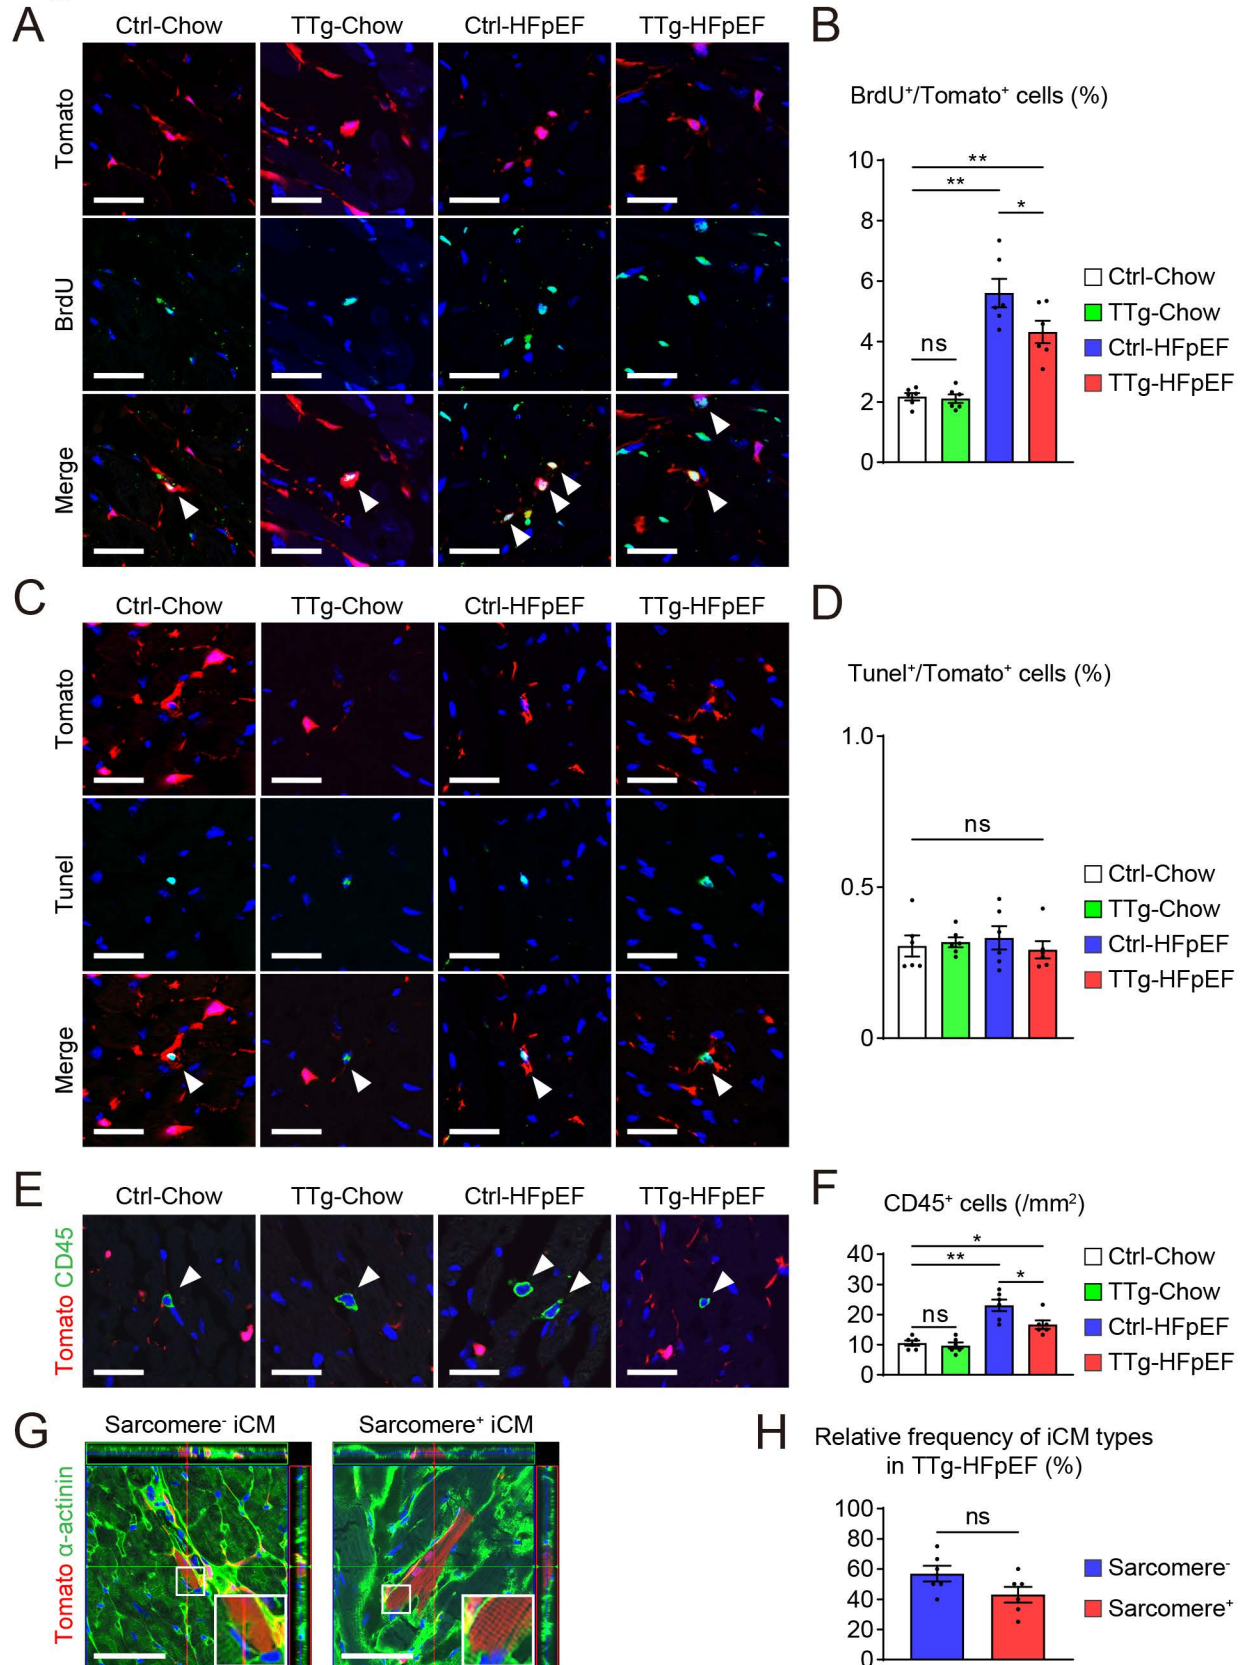 A
Ctrl-Chow TTg-Chow Ctrl-HFpEF TTg-HFpEF
Tomato
BrdU
Merge
B
BrdU⁺/Tomato⁺ cells (%)
10
8
6
4
2
0
**
**
*
ns
Ctrl-Chow
TTg-Chow
Ctrl-HFpEF
TTg-HFpEF
C
Ctrl-Chow TTg-Chow Ctrl-HFpEF TTg-HFpEF
Tomato
Tunel
Merge
D
Tunel⁺/Tomato⁺ cells (%)
1.0
0.5
0
ns
Ctrl-Chow
TTg-Chow
Ctrl-HFpEF
TTg-HFpEF
E
Ctrl-Chow TTg-Chow Ctrl-HFpEF TTg-HFpEF
Tomato CD45
F
CD45⁺ cells (/mm²)
40
30
20
10
0
*
**
*
ns
Ctrl-Chow
TTg-Chow
Ctrl-HFpEF
TTg-HFpEF
G
Sarcomere⁻ iCM Sarcomere⁺ iCM
Tomato α-actinin
H
Relative frequency of iCM types
in TTg-HFpEF (%)
100
80
60
40
20
0
ns
Sarcomere⁻
Sarcomere⁺